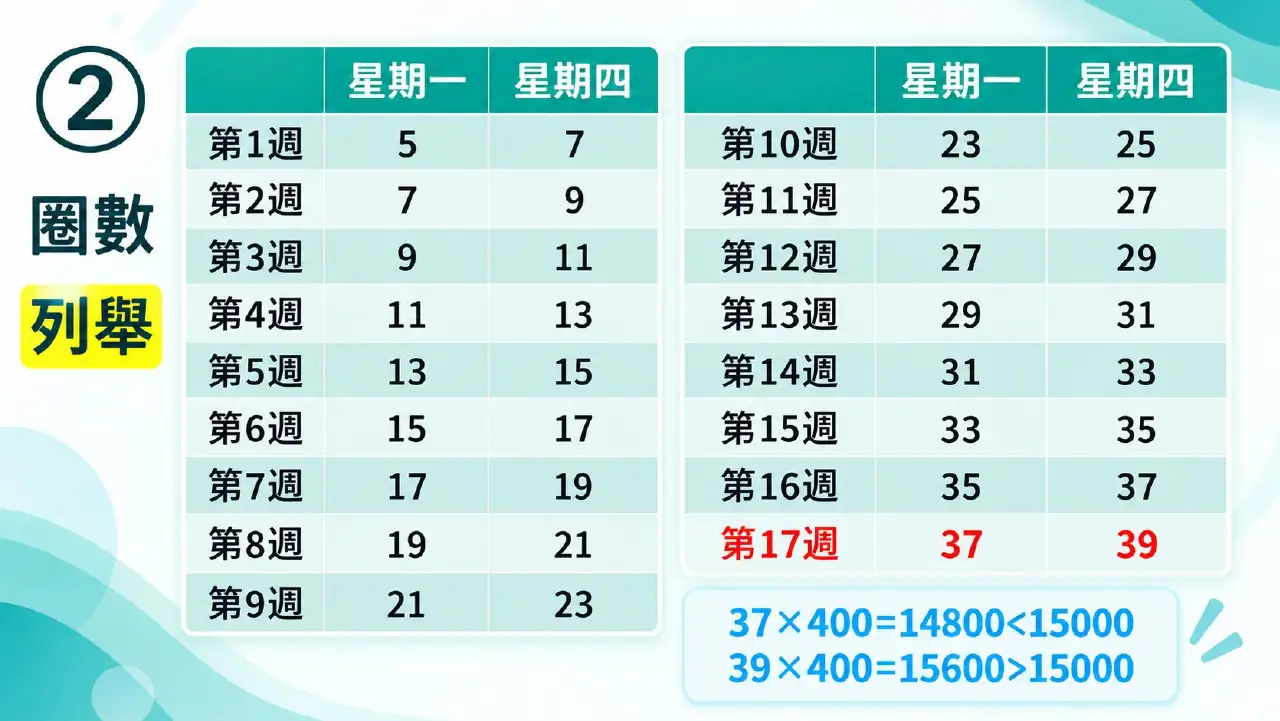 ②
圈數
列舉
星期一 星期四
第1週 5 7
第2週 7 9
第3週 9 11
第4週 11 13
第5週 13 15
第6週 15 17
第7週 17 19
第8週 19 21
第9週 21 23
星期一 星期四
第10週 23 25
第11週 25 27
第12週 27 29
第13週 29 31
第14週 31 33
第15週 33 35
第16週 35 37
第17週 37 39
37×400=14800<15000
39×400=15600>15000